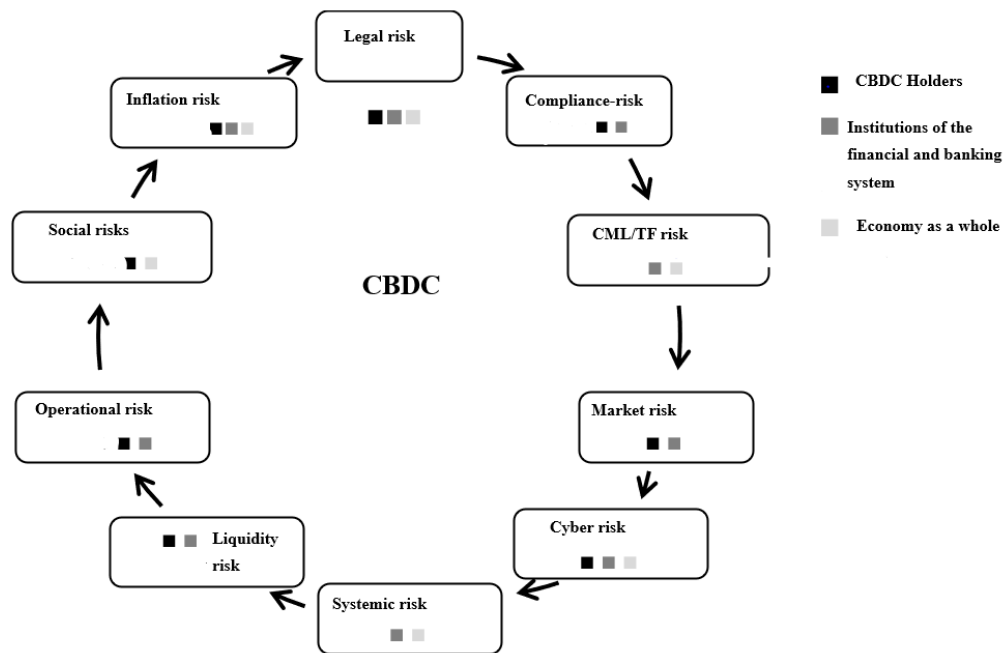 Legal risk
Inflation risk
Compliance-risk
Social risks
CML/TF risk
CBDC
Operational risk
Market risk
Liquidity
risk
Cyber risk
Systemic risk
CBDC Holders
Institutions of the
financial and banking
system
Economy as a whole